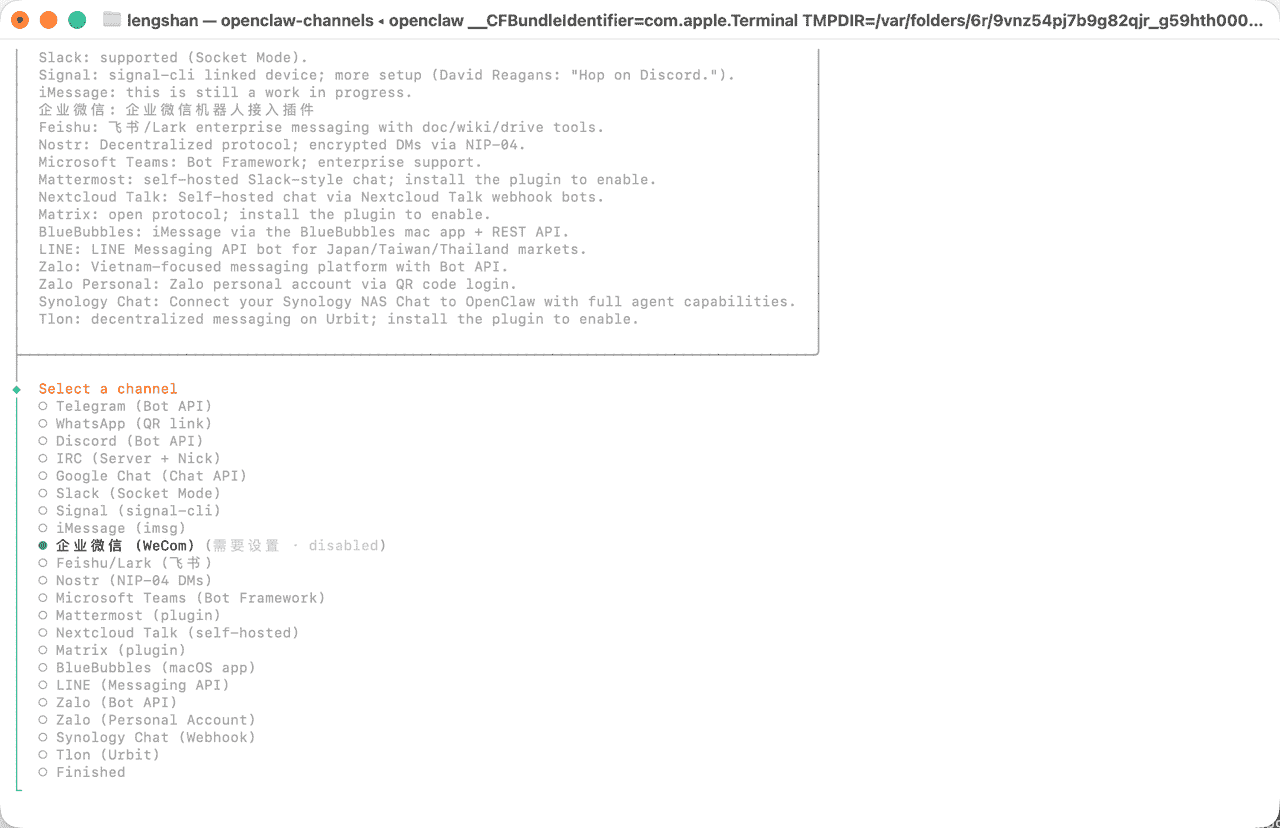 lengshan — openclaw-channels ◂ openclaw __CFBundleIdentifier=com.apple.Terminal TMPDIR=/var/folders/6r/9vnz54pj7b9g82qjr_g59hth000...
Slack: supported (Socket Mode).
Signal: signal-cli linked device; more setup (David Reagans: "Hop on Discord.").
iMessage: this is still a work in progress.
企业微信: 企业微信机器人接入插件
Feishu: 飞书/Lark enterprise messaging with doc/wiki/drive tools.
Nostr: Decentralized protocol; encrypted DMs via NIP-04.
Microsoft Teams: Bot Framework; enterprise support.
Mattermost: self-hosted Slack-style chat; install the plugin to enable.
Nextcloud Talk: Self-hosted chat via Nextcloud Talk webhook bots.
Matrix: open protocol; install the plugin to enable.
BlueBubbles: iMessage via the BlueBubbles mac app + REST API.
LINE: LINE Messaging API bot for Japan/Taiwan/Thailand markets.
Zalo: Vietnam-focused messaging platform with Bot API.
Zalo Personal: Zalo personal account via QR code login.
Synology Chat: Connect your Synology NAS Chat to OpenClaw with full agent capabilities.
Tlon: decentralized messaging on Urbit; install the plugin to enable.
Select a channel
Telegram (Bot API)
WhatsApp (QR link)
Discord (Bot API)
IRC (Server + Nick)
Google Chat (Chat API)
Slack (Socket Mode)
Signal (signal-cli)
iMessage (imsg)
企业微信 (WeCom) (需要设置 · disabled)
Feishu/Lark (飞书)
Nostr (NIP-04 DMs)
Microsoft Teams (Bot Framework)
Mattermost (plugin)
Nextcloud Talk (self-hosted)
Matrix (plugin)
BlueBubbles (macOS app)
LINE (Messaging API)
Zalo (Bot API)
Zalo (Personal Account)
Synology Chat (Webhook)
Tlon (Urbit)
Finished